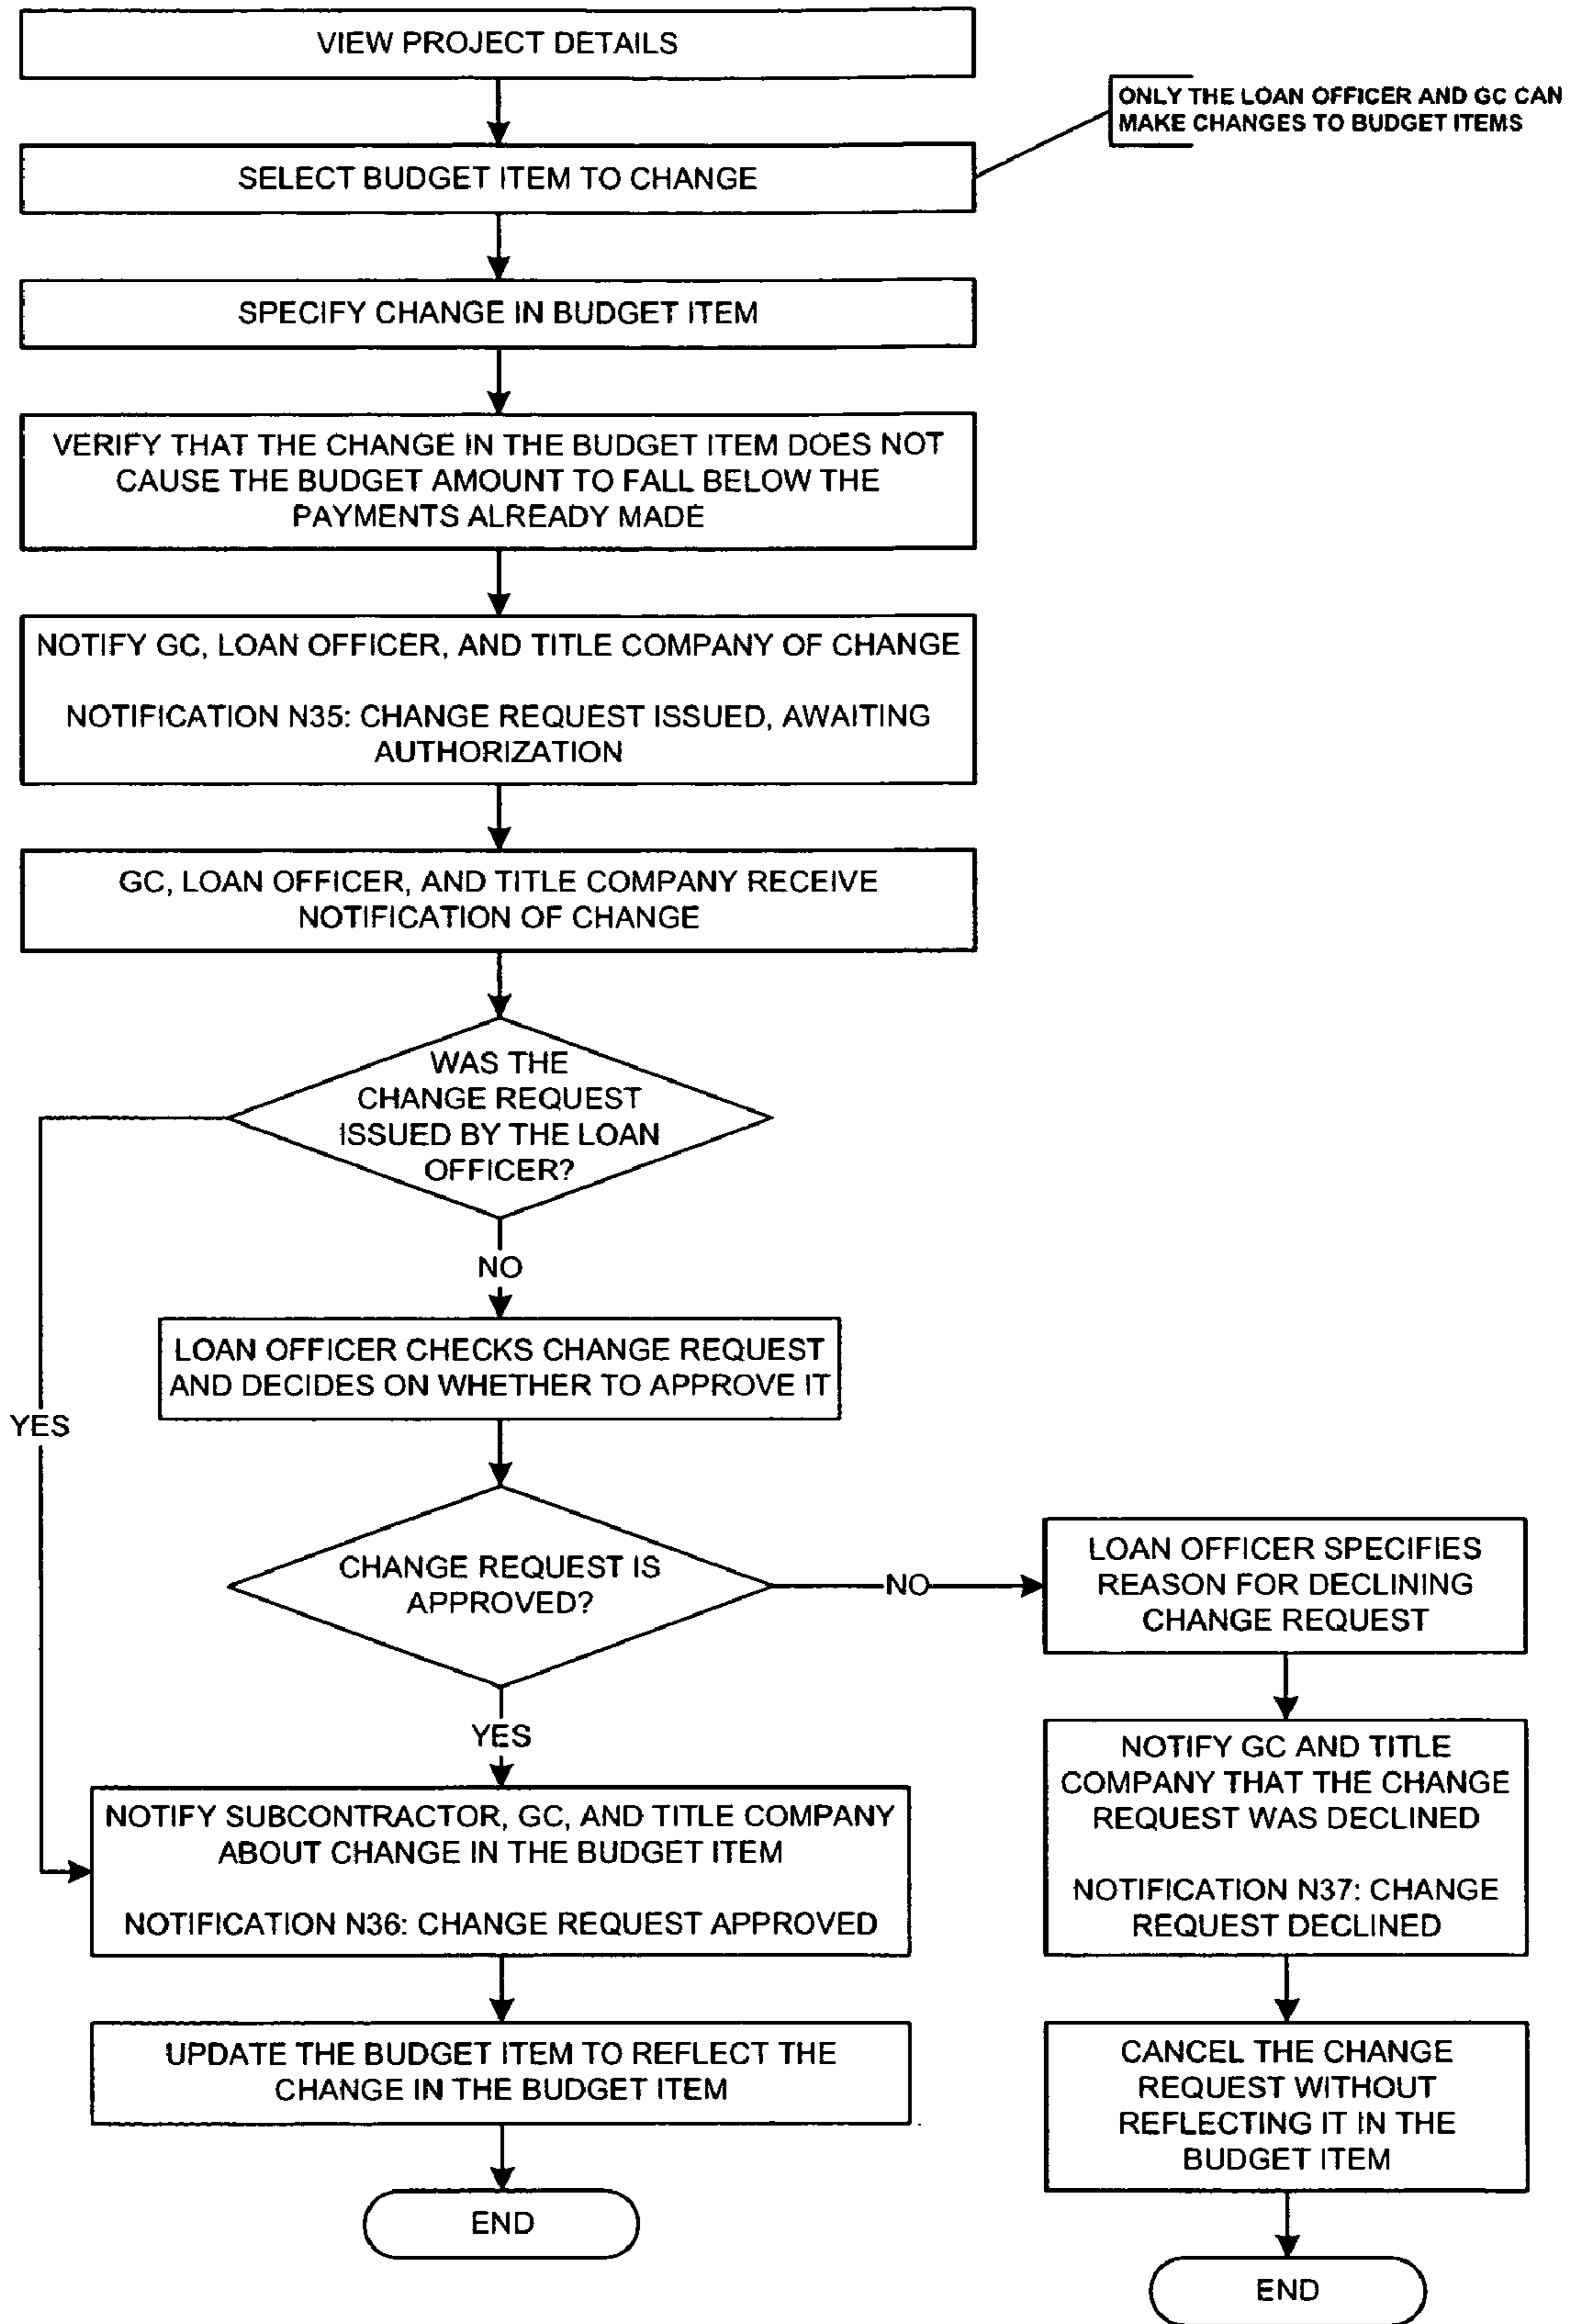 VIEW PROJECT DETAILS
ONLY THE LOAN OFFICER AND GC CAN
MAKE CHANGES TO BUDGET ITEMS
SELECT BUDGET ITEM TO CHANGE
SPECIFY CHANGE IN BUDGET ITEM
VERIFY THAT THE CHANGE IN THE BUDGET ITEM DOES NOT
CAUSE THE BUDGET AMOUNT TO FALL BELOW THE
PAYMENTS ALREADY MADE
NOTIFY GC, LOAN OFFICER, AND TITLE COMPANY OF CHANGE
NOTIFICATION N35: CHANGE REQUEST ISSUED, AWAITING
AUTHORIZATION
GC, LOAN OFFICER, AND TITLE COMPANY RECEIVE
NOTIFICATION OF CHANGE
WAS THE
CHANGE REQUEST
ISSUED BY THE LOAN
OFFICER?
NO
LOAN OFFICER CHECKS CHANGE REQUEST
AND DECIDES ON WHETHER TO APPROVE IT
YES
CHANGE REQUEST IS
APPROVED?
NO
LOAN OFFICER SPECIFIES
REASON FOR DECLINING
CHANGE REQUEST
YES
NOTIFY SUBCONTRACTOR, GC, AND TITLE COMPANY
ABOUT CHANGE IN THE BUDGET ITEM
NOTIFICATION N36: CHANGE REQUEST APPROVED
NOTIFY GC AND TITLE
COMPANY THAT THE CHANGE
REQUEST WAS DECLINED
NOTIFICATION N37: CHANGE
REQUEST DECLINED
UPDATE THE BUDGET ITEM TO REFLECT THE
CHANGE IN THE BUDGET ITEM
CANCEL THE CHANGE
REQUEST WITHOUT
REFLECTING IT IN THE
BUDGET ITEM
END
END